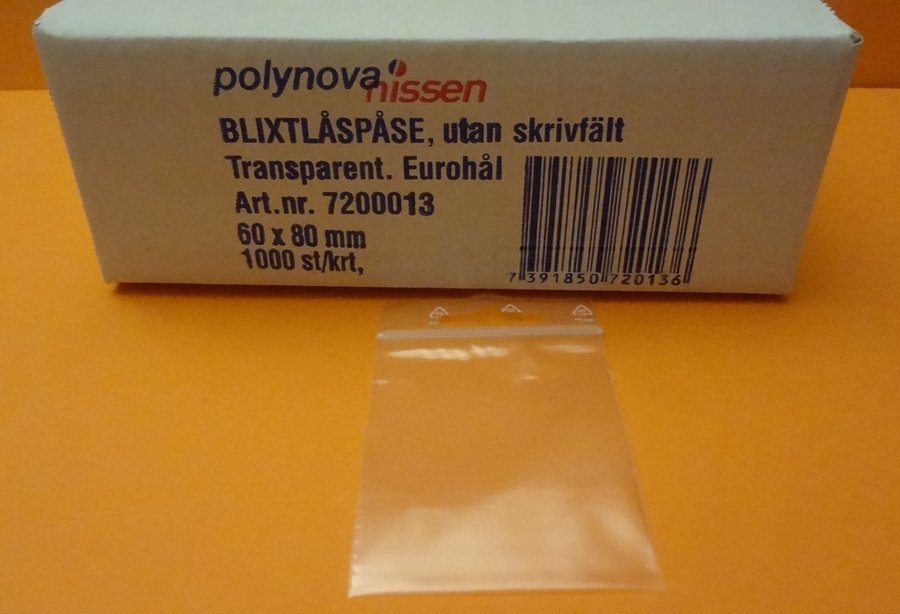 polynova nissen
BLIXTLÅSPÅSE, utan skrivfält
Transparent. Eurohål
Art.nr. 7200013
60 x 80 mm
1000 st/krt,
7 391850 720136